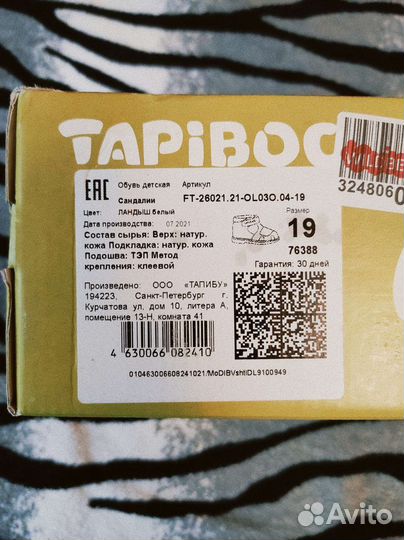 TAPiBOO
324806
EAC
Обувь детская Артикул
Сандалии FT-26021.21-OL03O.04-19
Цвет: ЛАНДЫШ.белый Размер
Дата производства: 07.2021
19
76388
Состав сырья: Верх: натур.
кожа Подкладка: натур. кожа
Подошва: ТЭП Метод
крепления: клеевой
Гарантия: 30 дней
Произведено: ООО «ТАПИБУ»
194223, Санкт-Петербург г.
Курчатова ул, дом 10, литера А,
помещение 13-Н, комната 41
4 630066 082410
0104630066082410 21/MoDIBVshtIDL9100949
Avito